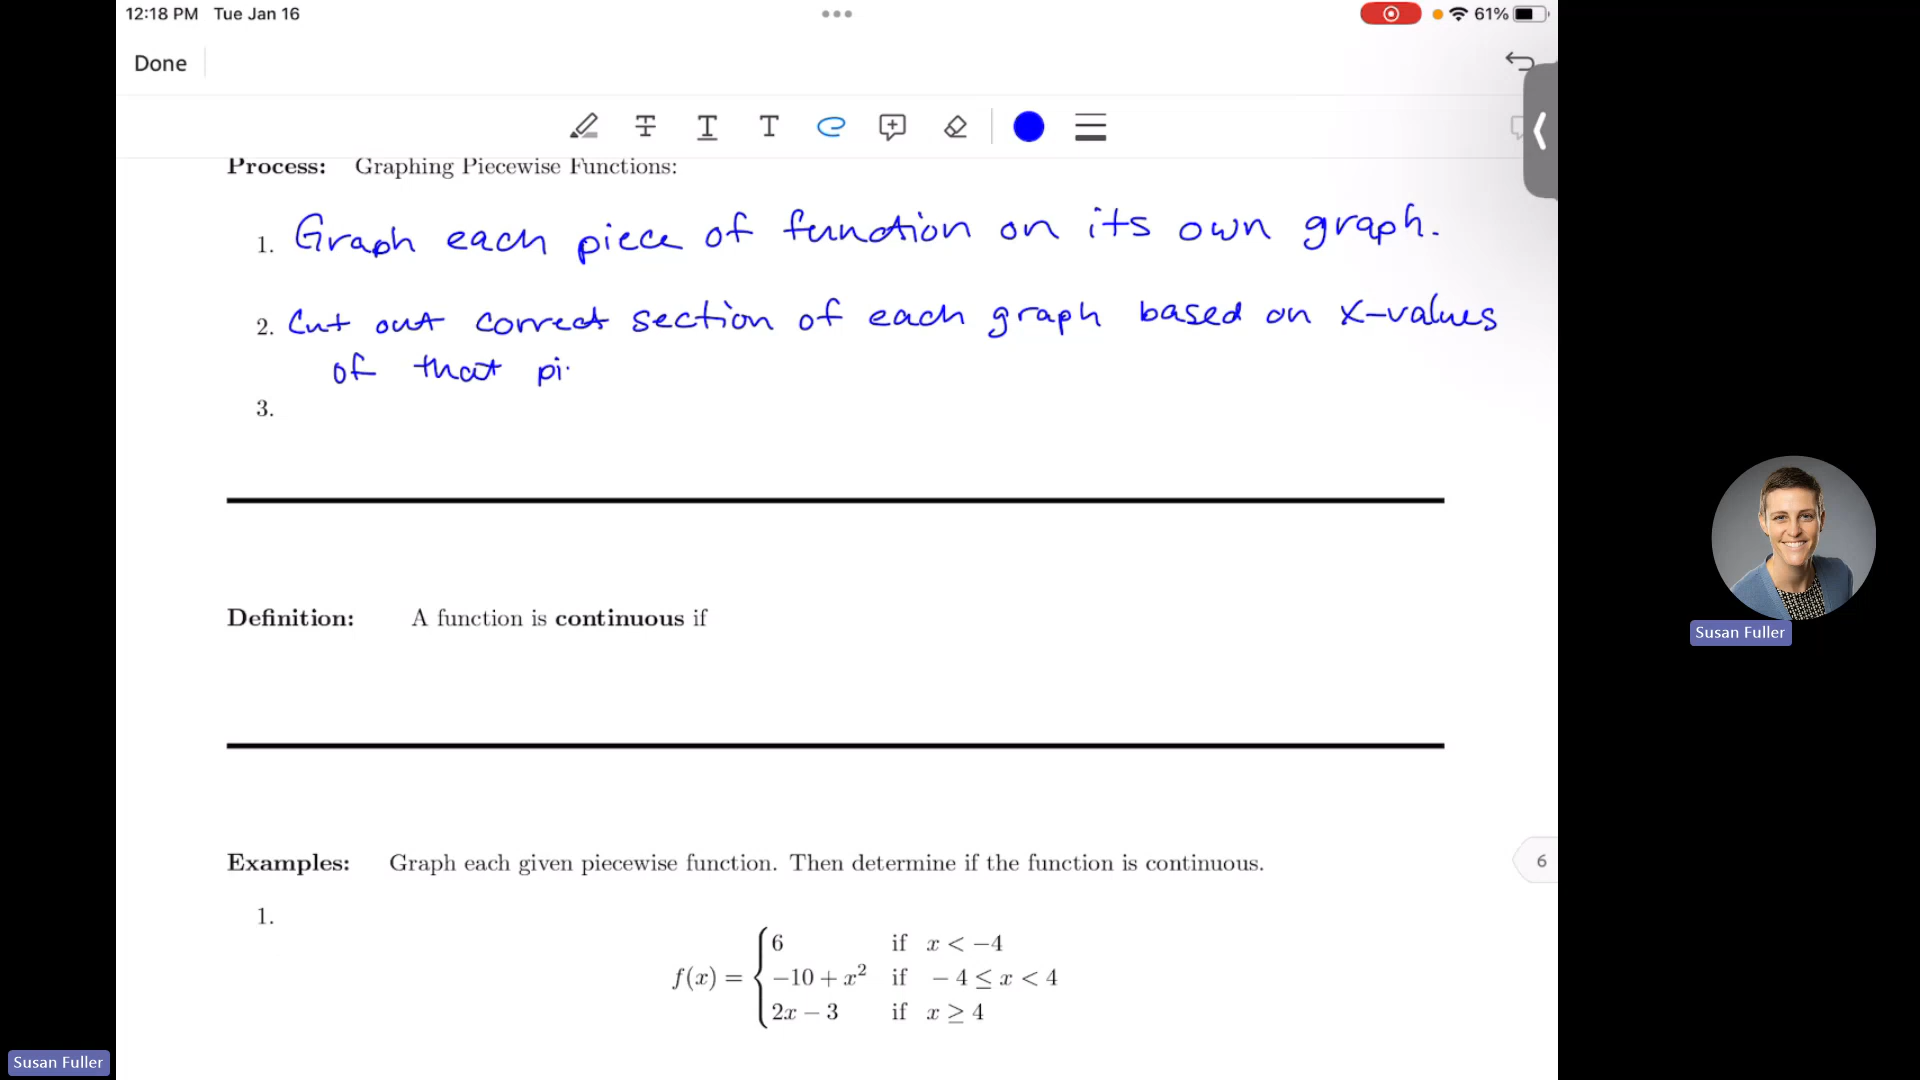 12:18 PM Tue Jan 16
61%
Done
Process: Graphing Piecewise Functions:
1. Graph each piece of function on its own graph.
2. Cut out correct section of each graph based on x-values
of that pi
3.
Definition: A function is continuous if
Examples: Graph each given piecewise function. Then determine if the function is continuous.
6
1.
6 if x < −4
f(x) = { −10 + x² if − 4 ≤ x < 4
2x − 3 if x ≥ 4
Susan Fuller
Susan Fuller